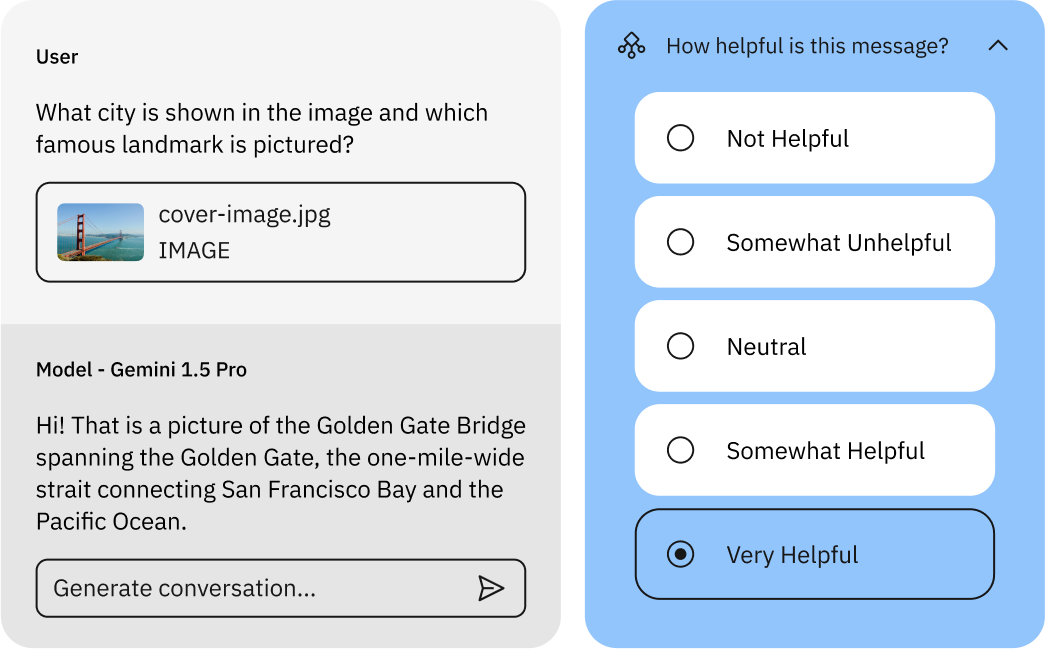 User
What city is shown in the image and which
famous landmark is pictured?
cover-image.jpg
IMAGE
Model - Gemini 1.5 Pro
Hi! That is a picture of the Golden Gate Bridge
spanning the Golden Gate, the one-mile-wide
strait connecting San Francisco Bay and the
Pacific Ocean.
Generate conversation...
How helpful is this message?
Not Helpful
Somewhat Unhelpful
Neutral
Somewhat Helpful
Very Helpful